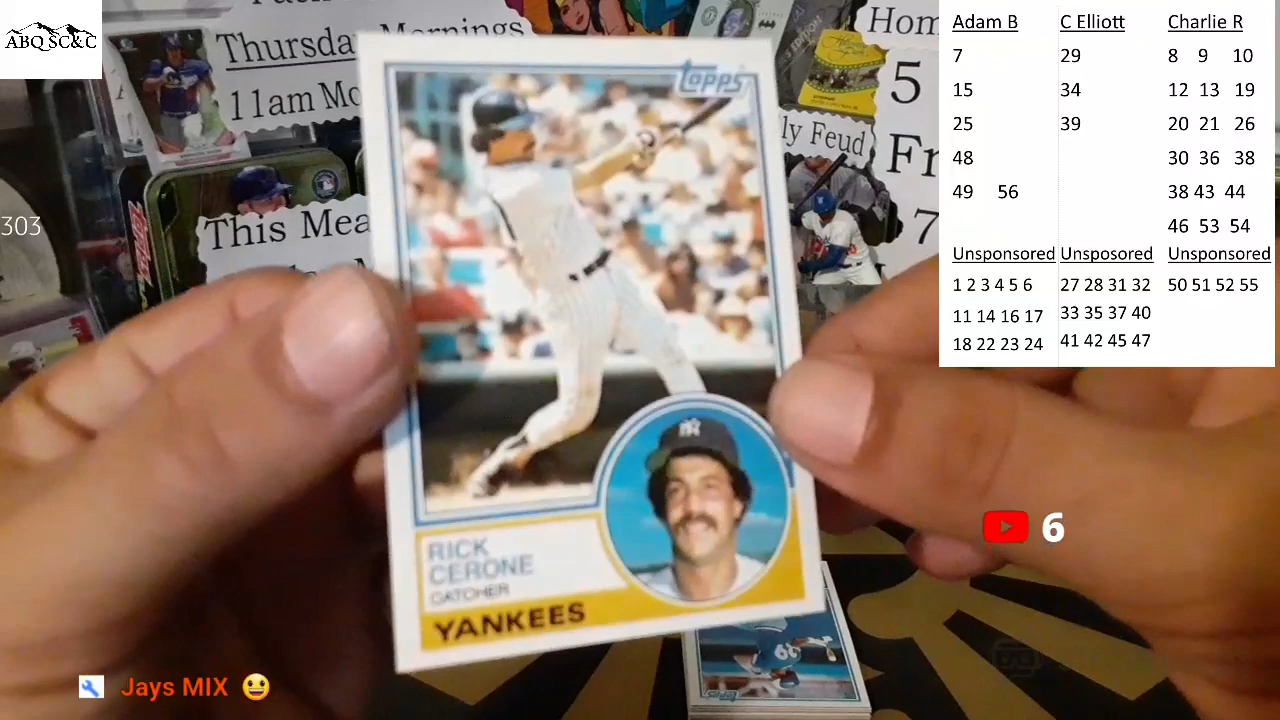 ABQ SC&C
Thursda
Mornings
11am Mo
This Mea
303
Hom
5
ly Feud
Fr
7
Topps
RICK
CERONE
CATCHER
YANKEES
Topps
Adam B
7
15
25
48
49 56
C Elliott
29
34
39
Charlie R
8 9 10
12 13 19
20 21 26
30 36 38
38 43 44
46 53 54
Unsponsored
1 2 3 4 5 6
11 14 16 17
18 22 23 24
Unsposored
27 28 31 32
33 35 37 40
41 42 45 47
Unsponsored
50 51 52 55
6
Jays MIX 😀